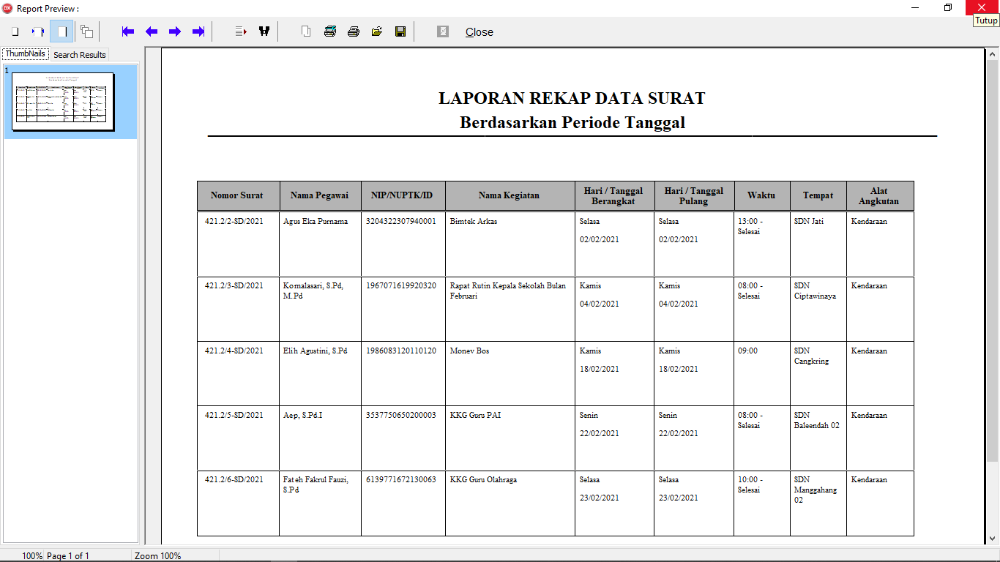 Report Preview :
Tutup
Close
ThumbNails
Search Results
1
LAPORAN REKAP DATA SURAT
Berdasarkan Periode Tanggal
Nomor Surat Nama Pegawai NIP/NUPTK/ID Nama Kegiatan Hari / Tanggal Berangkat Hari / Tanggal Pulang Waktu Tempat Alat Angkutan
421.2/2-SD/2021 Agus Eka Purnama 3204322307940001 Bimtek Arkas Selasa Selasa 13:00 - SDN Jati Kendaraan
Selesai
02/02/2021 02/02/2021
421.2/3-SD/2021 Komalasari, S.Pd, 1967071619920320 Rapat Rutin Kepala Sekolah Bulan Kamis Kamis 08:00 - SDN Kendaraan
M.Pd Februari Selesai Ciptawinaya
04/02/2021 04/02/2021
421.2/4-SD/2021 Elih Agustini, S.Pd 1986083120110120 Monev Bos Kamis Kamis 09:00 SDN Kendaraan
Cangkring
18/02/2021 18/02/2021
421.2/5-SD/2021 Aep, S.Pd.I 3537750650200003 KKG Guru PAI Senin Senin 08:00 - SDN Kendaraan
Selesai Baleendah 02
22/02/2021 22/02/2021
421.2/6-SD/2021 Fateh Fakrul Fauzi, 6139771672130063 KKG Guru Olahraga Selasa Selasa 10:00 - SDN Kendaraan
S.Pd Selesai Manggahang
23/02/2021 23/02/2021 02
100% Page 1 of 1 Zoom 100%